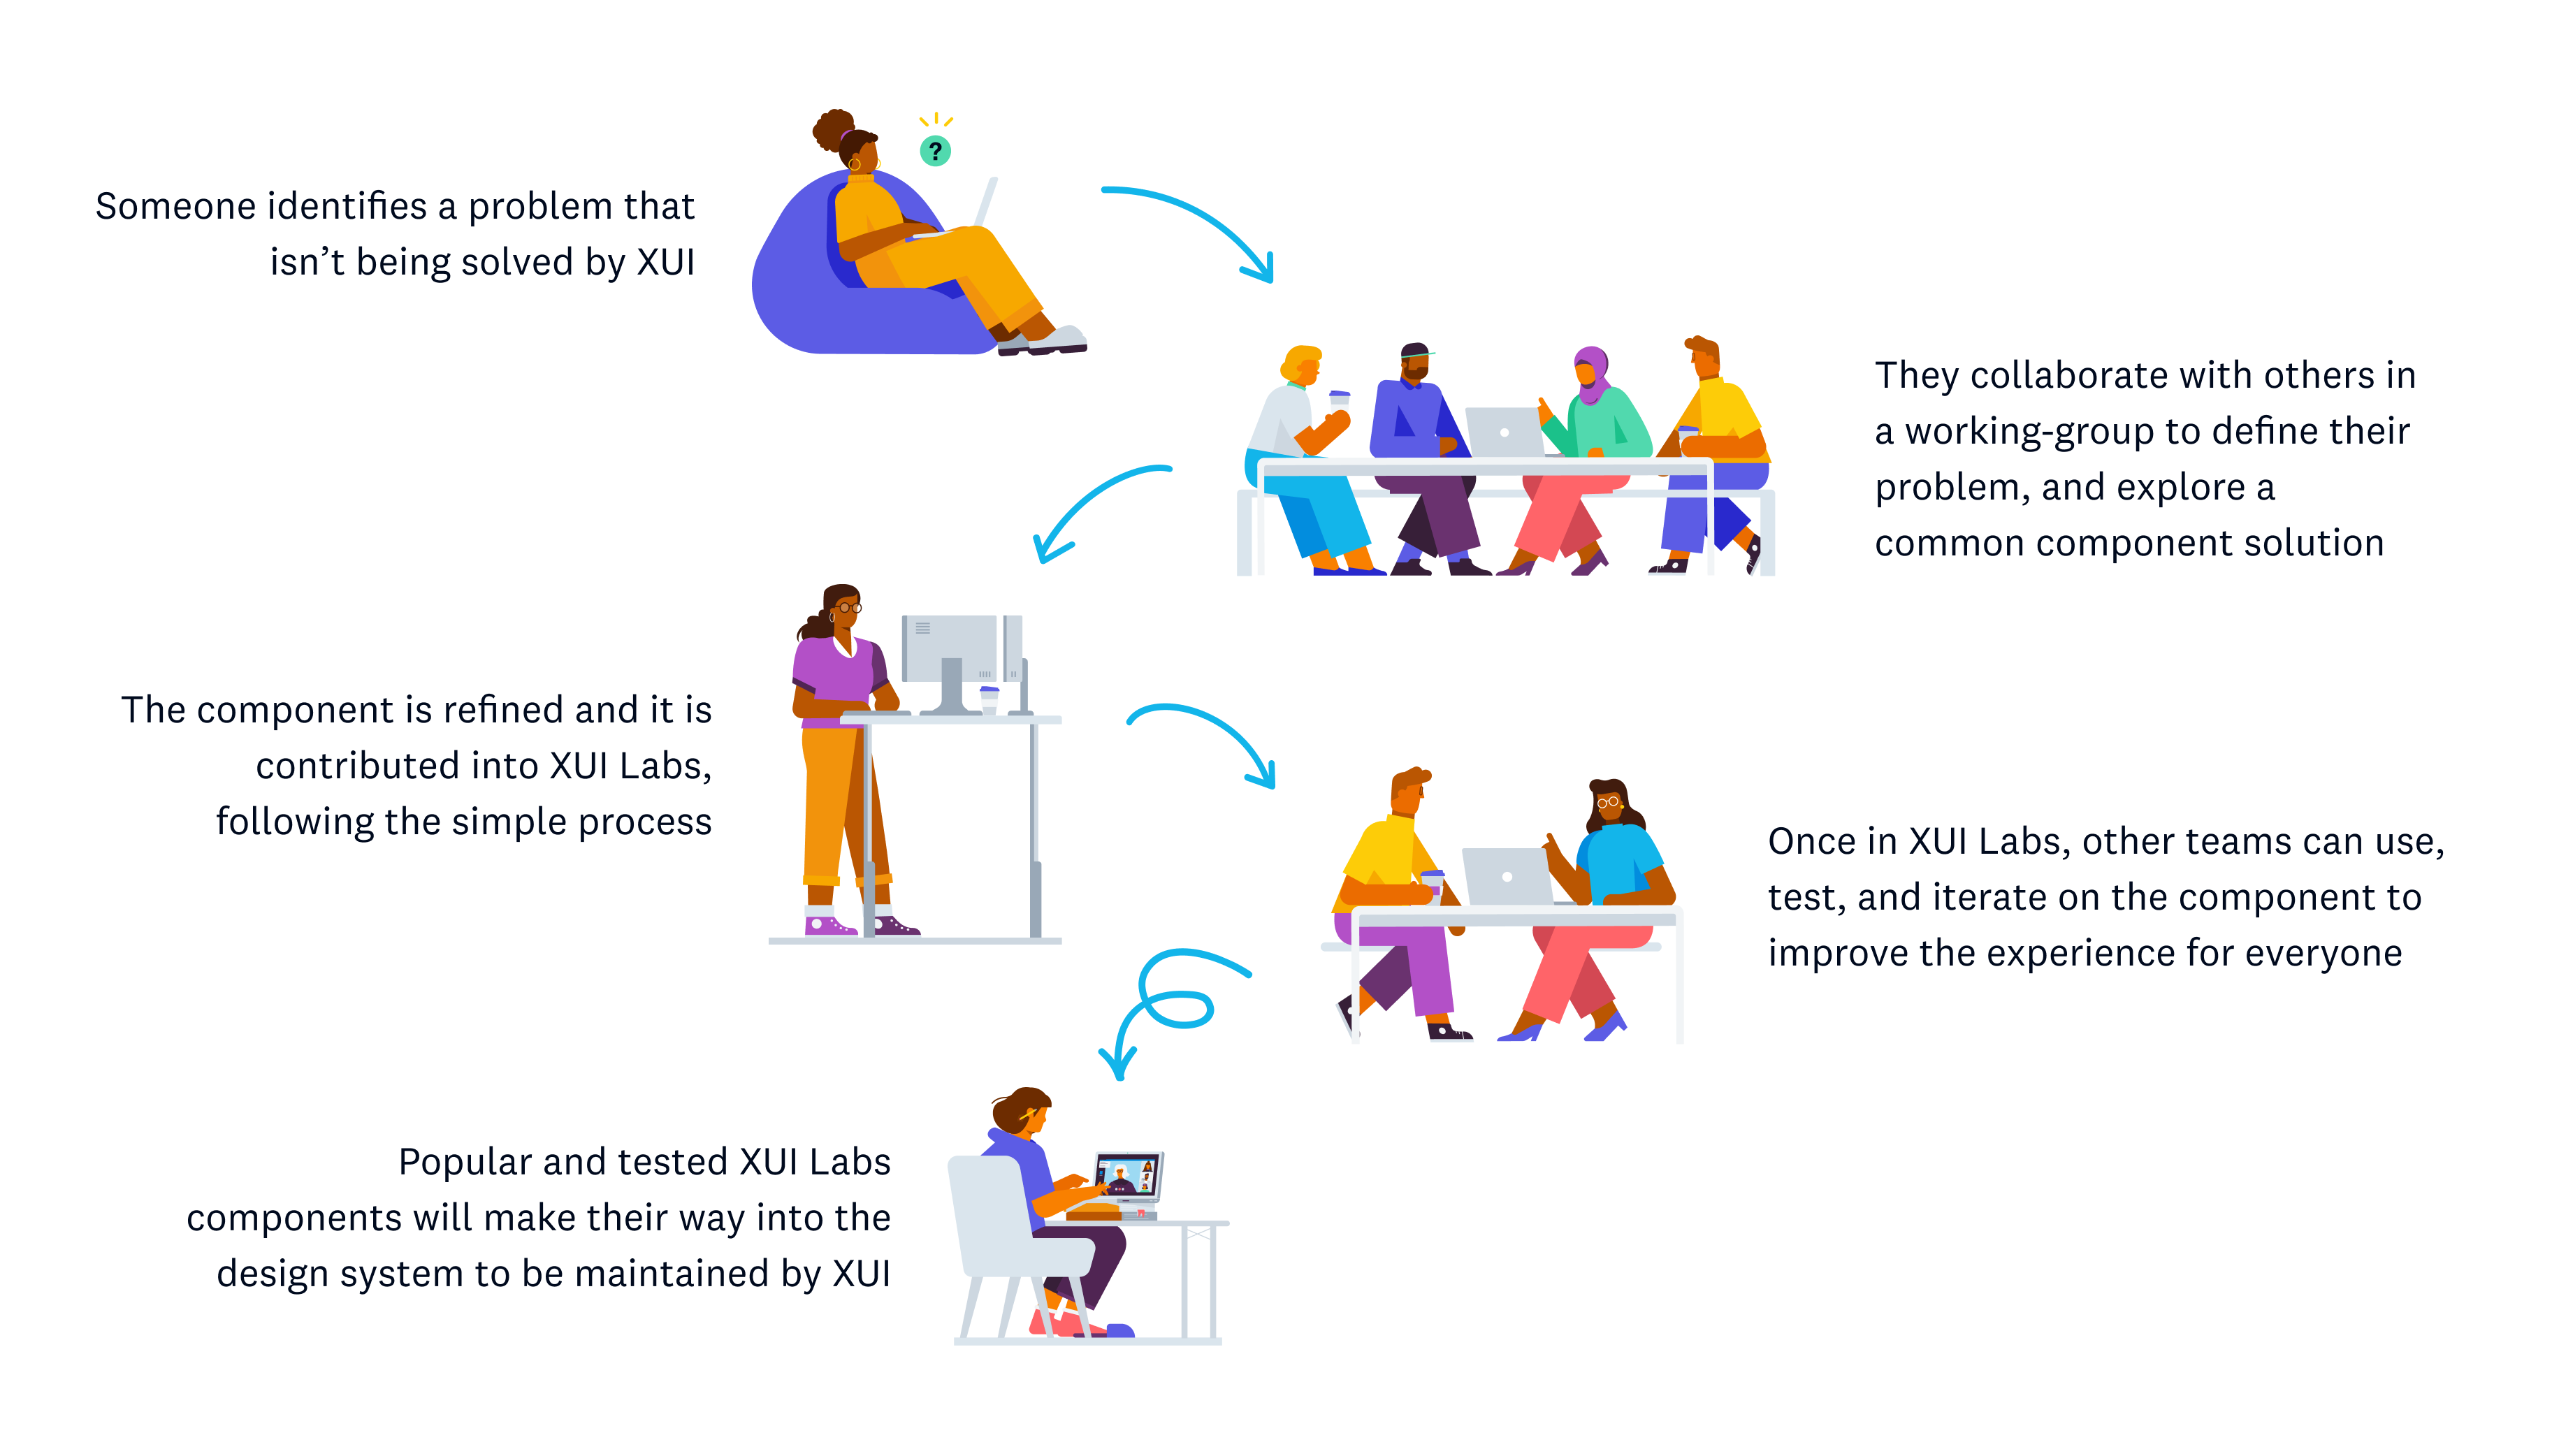 ?
Someone identifies a problem that
isn’t being solved by XUI
They collaborate with others in
a working-group to define their
problem, and explore a
common component solution
The component is refined and it is
contributed into XUI Labs,
following the simple process
Once in XUI Labs, other teams can use,
test, and iterate on the component to
improve the experience for everyone
Popular and tested XUI Labs
components will make their way into the
design system to be maintained by XUI